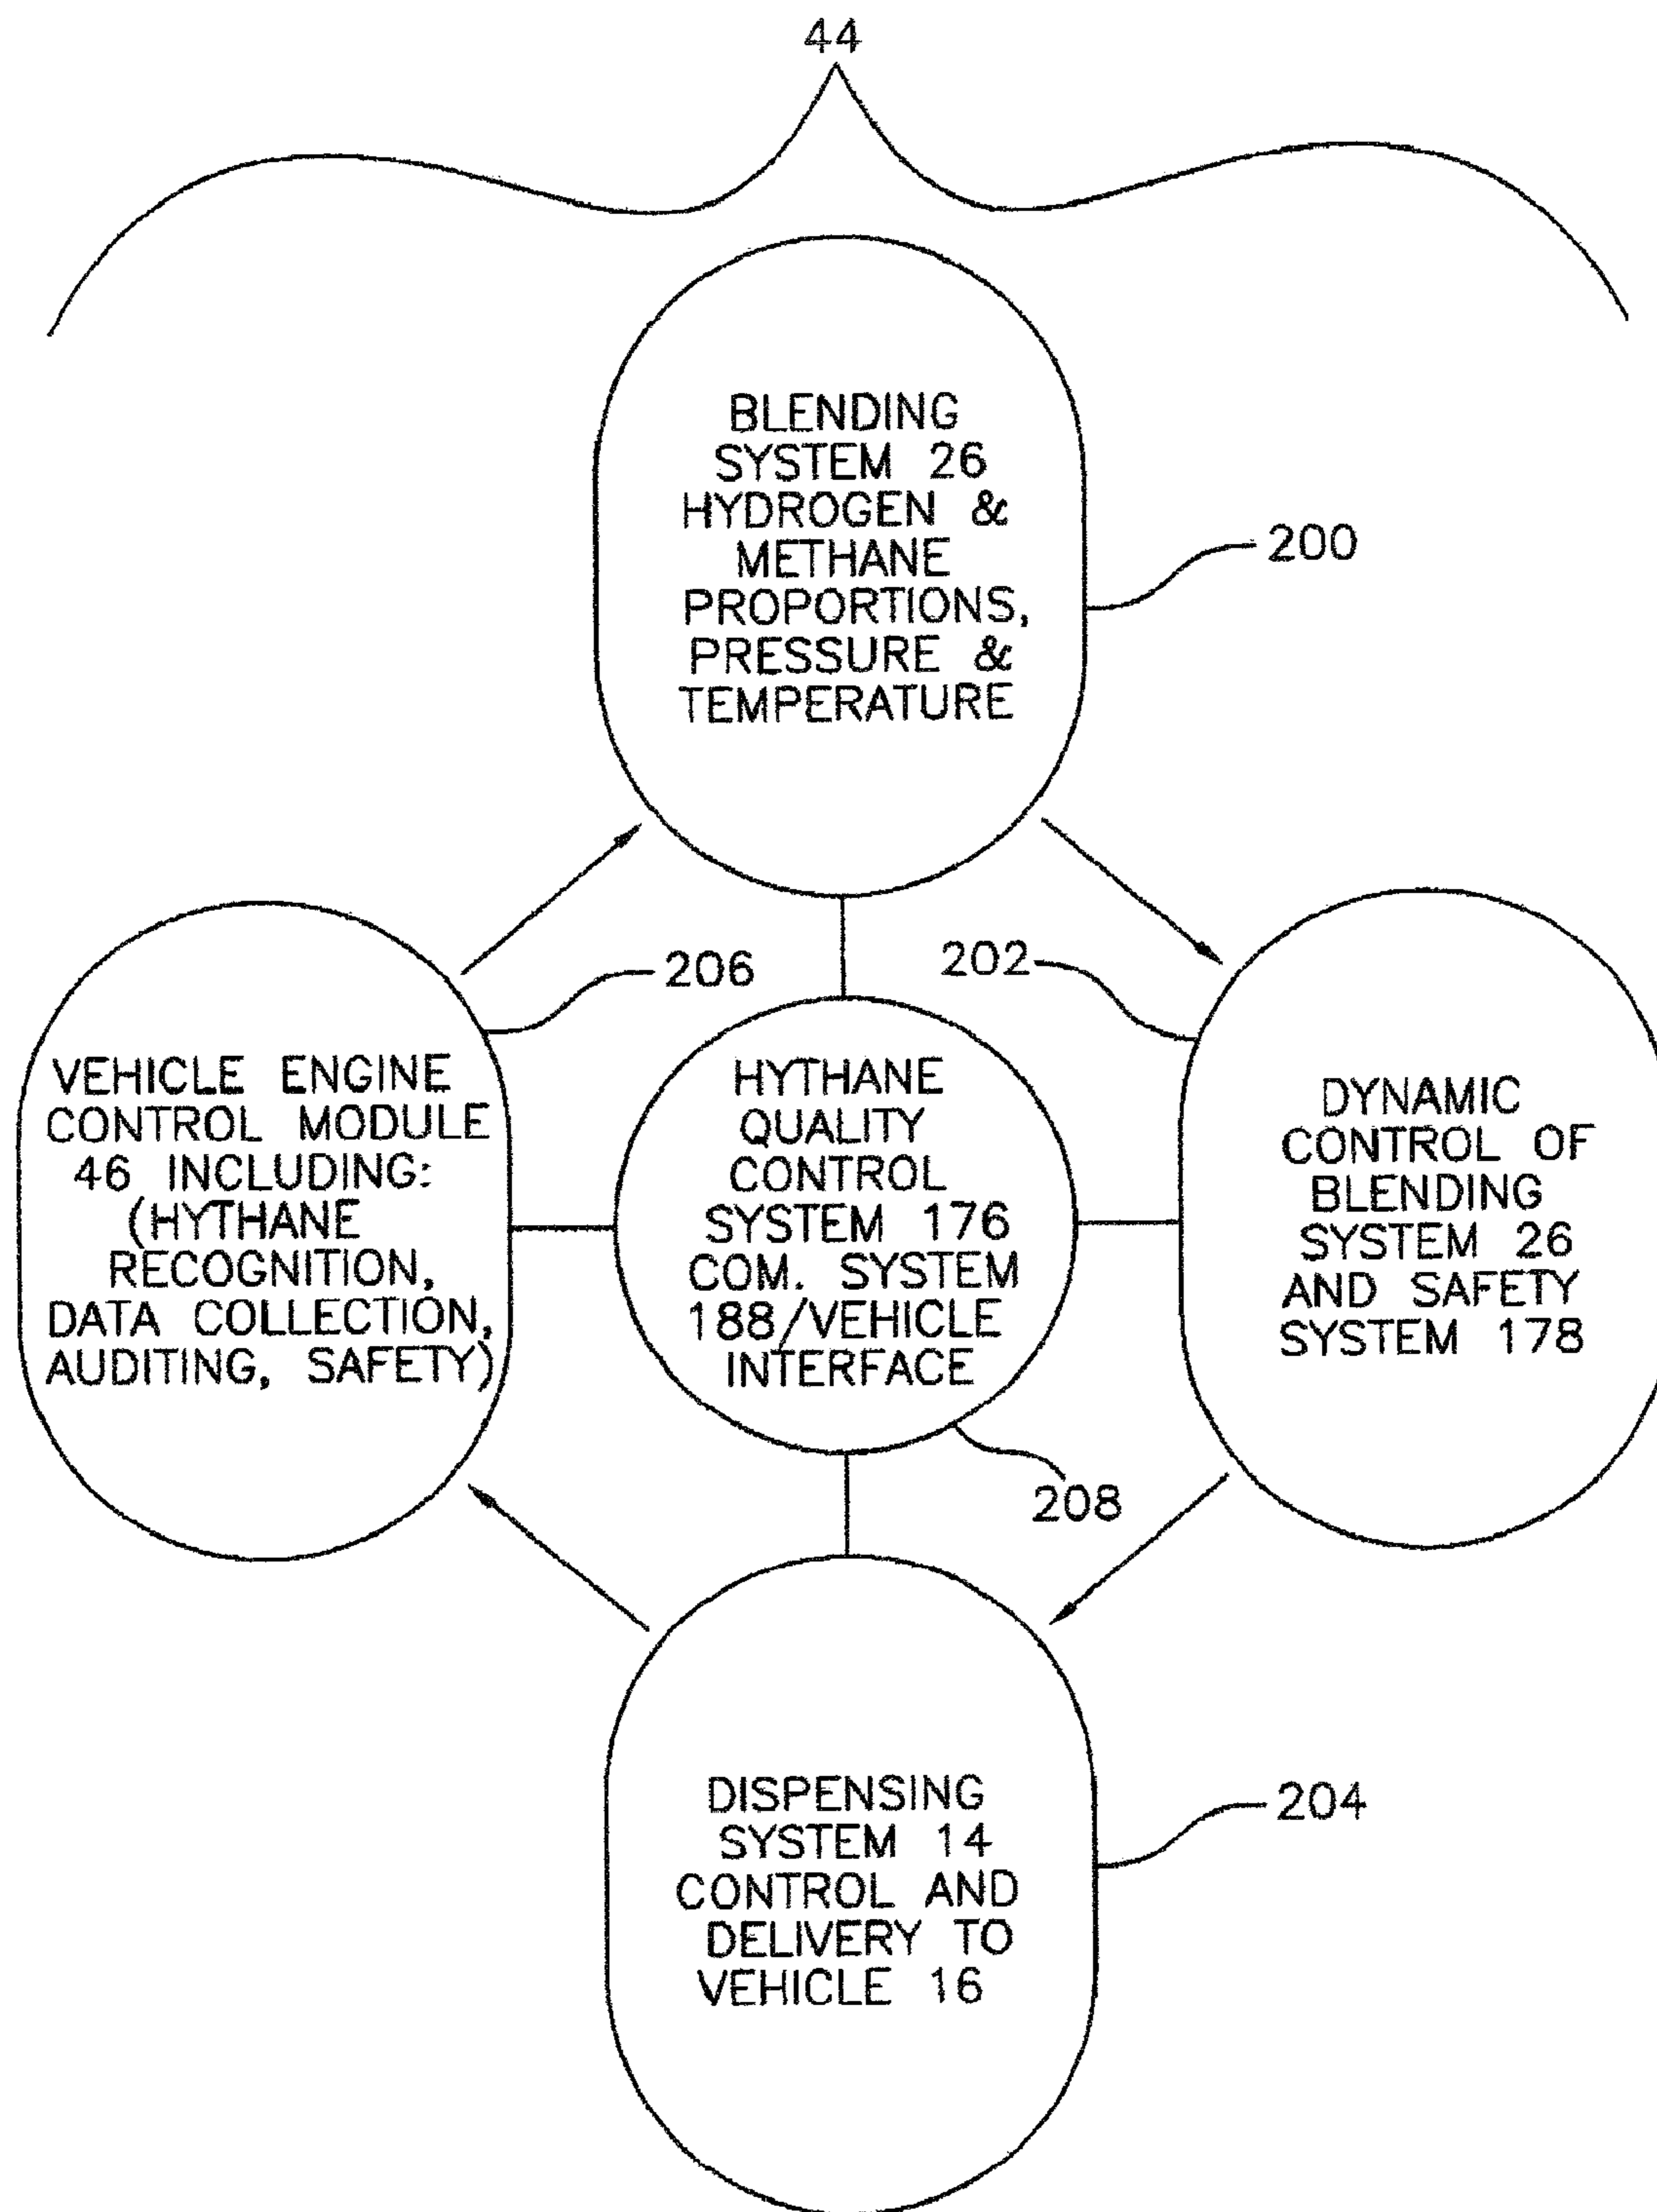 44
BLENDING
SYSTEM 26
HYDROGEN &
METHANE
PROPORTIONS,
PRESSURE &
TEMPERATURE
200
206
202
VEHICLE ENGINE
CONTROL MODULE
46 INCLUDING:
(HYTHANE
RECOGNITION,
DATA COLLECTION,
AUDITING, SAFETY)
HYTHANE
QUALITY
CONTROL
SYSTEM 176
COM. SYSTEM
188/VEHICLE
INTERFACE
DYNAMIC
CONTROL OF
BLENDING
SYSTEM 26
AND SAFETY
SYSTEM 178
208
DISPENSING
SYSTEM 14
CONTROL AND
DELIVERY TO
VEHICLE 16
204